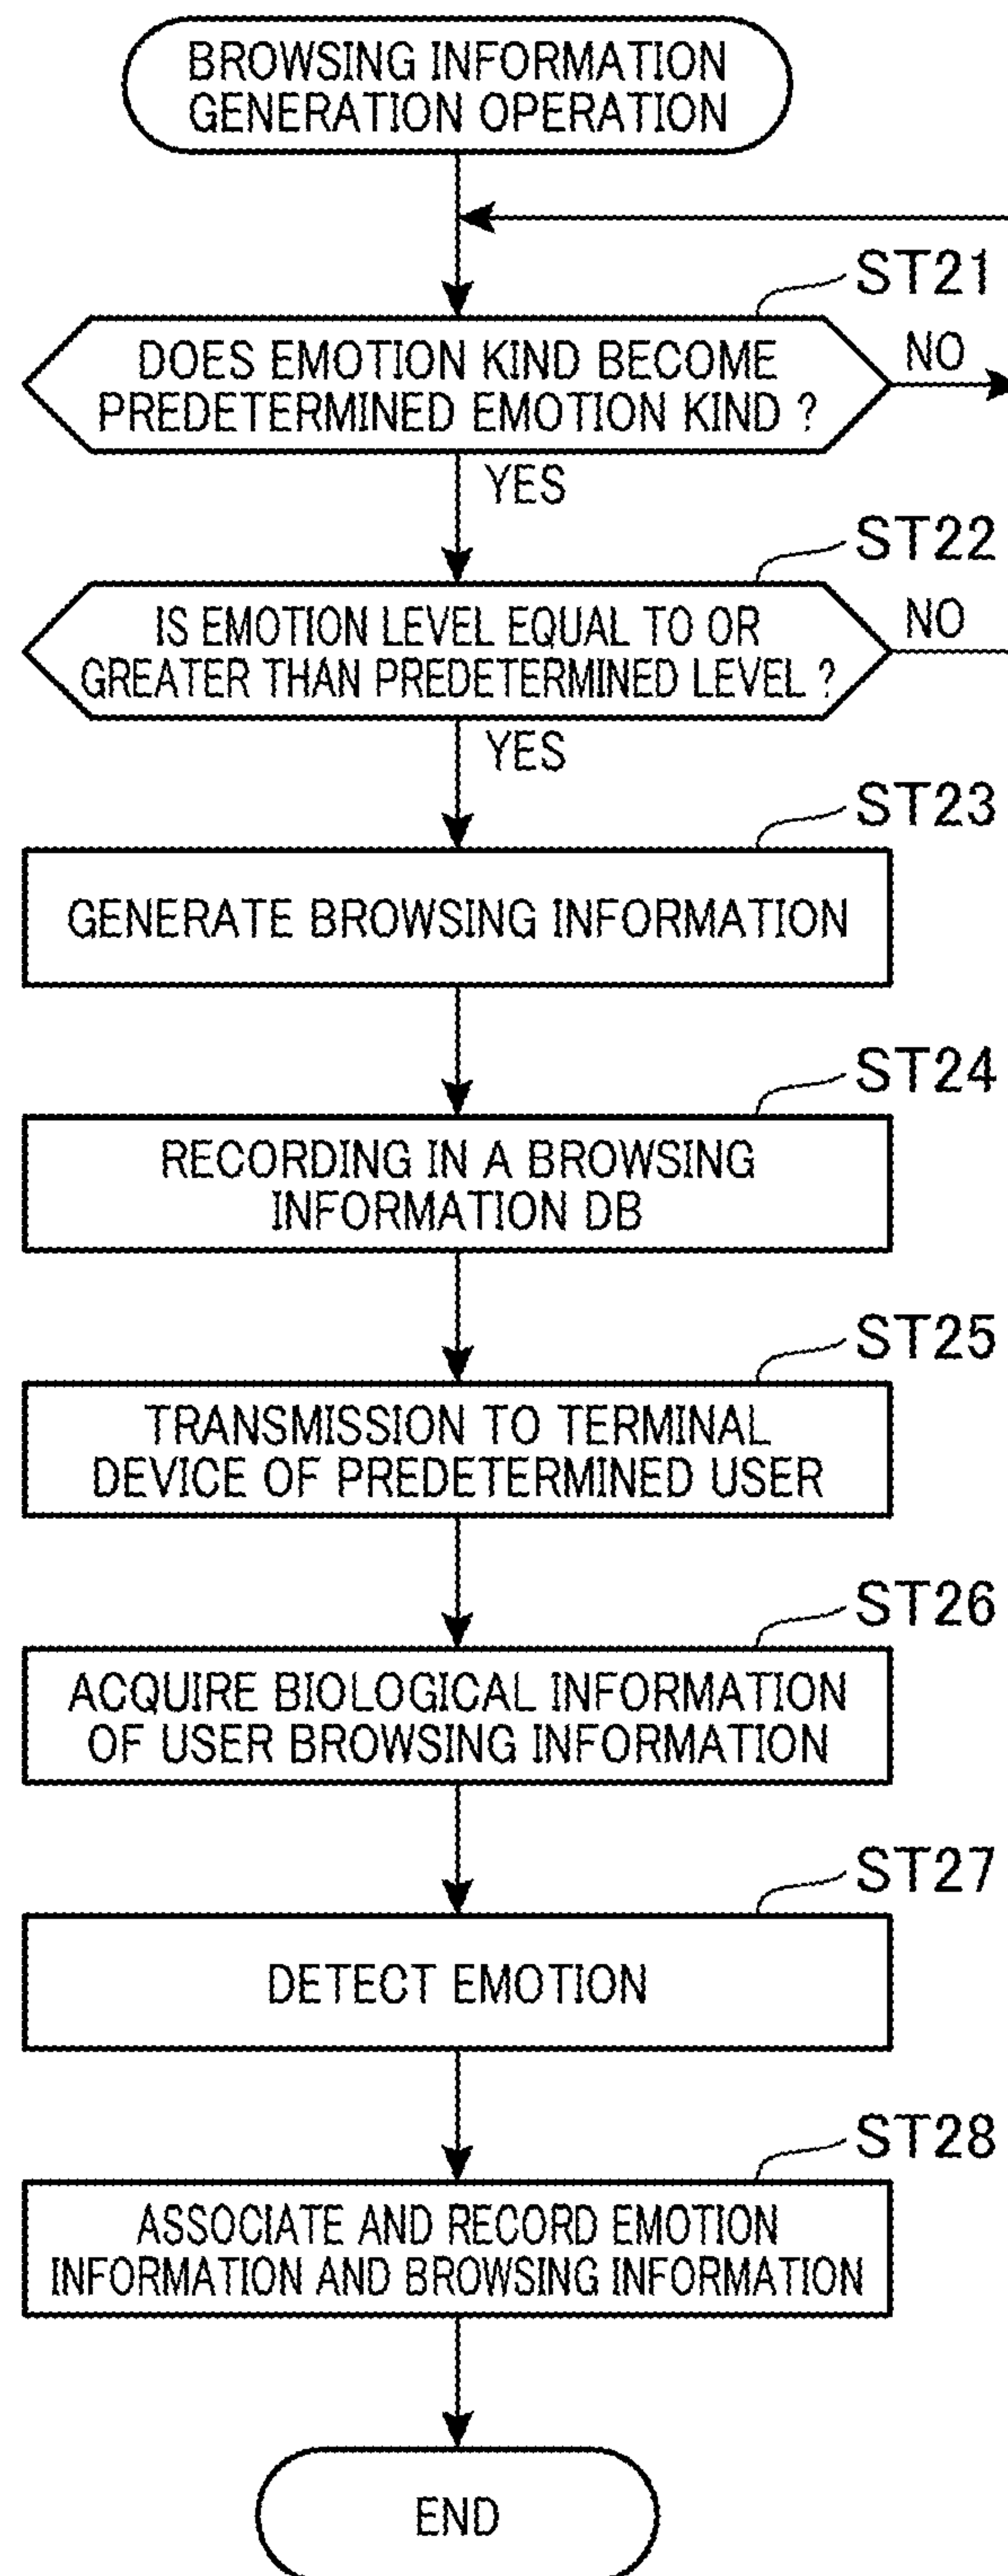 BROWSING INFORMATION
GENERATION OPERATION
ST21
DOES EMOTION KIND BECOME
PREDETERMINED EMOTION KIND ?
NO
YES
ST22
IS EMOTION LEVEL EQUAL TO OR
GREATER THAN PREDETERMINED LEVEL ?
NO
YES
ST23
GENERATE BROWSING INFORMATION
ST24
RECORDING IN A BROWSING
INFORMATION DB
ST25
TRANSMISSION TO TERMINAL
DEVICE OF PREDETERMINED USER
ST26
ACQUIRE BIOLOGICAL INFORMATION
OF USER BROWSING INFORMATION
ST27
DETECT EMOTION
ST28
ASSOCIATE AND RECORD EMOTION
INFORMATION AND BROWSING INFORMATION
END